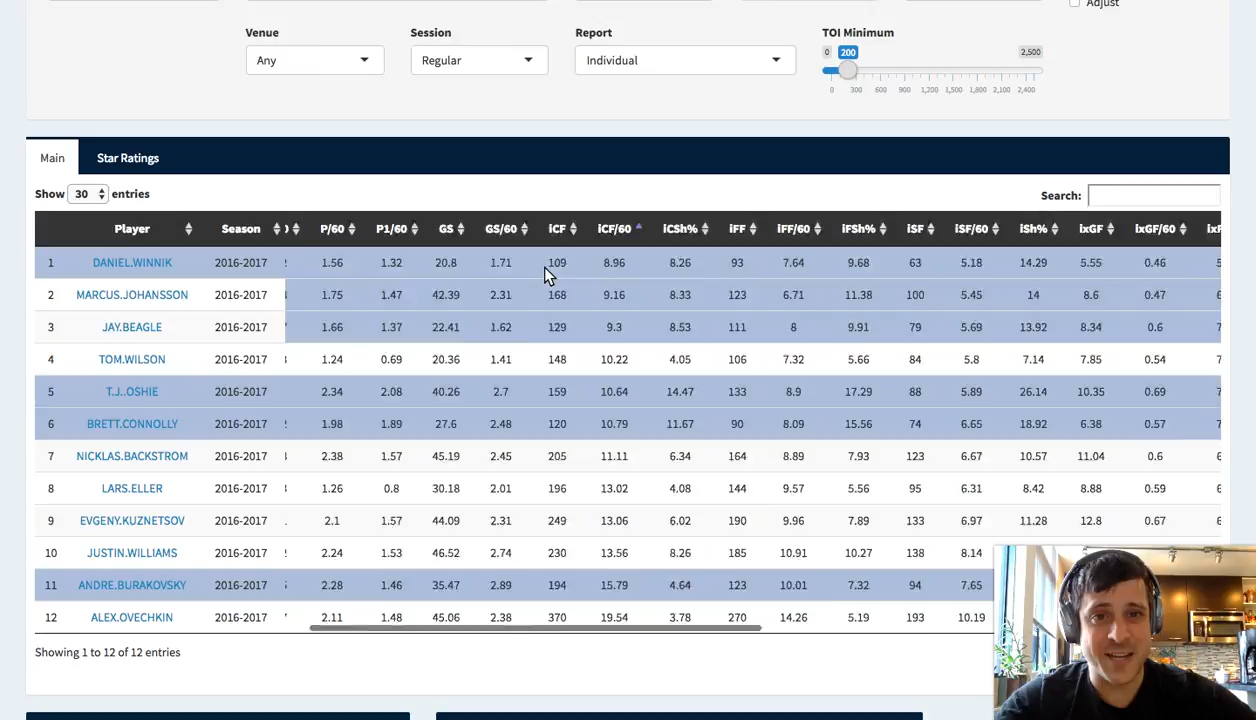 Adjust
Venue Session Report TOI Minimum
Any Regular Individual 0 200 2,500
0 300 600 900 1,200 1,500 1,800 2,100 2,400
Main Star Ratings
Show 30 entries Search:
Player Season P/60 P1/60 GS GS/60 iCF iCF/60 iCSh% iFF iFF/60 iFSh% iSF iSF/60 iSh% ixGF ixGF/60
1 DANIEL.WINNIK 2016-2017 1.56 1.32 20.8 1.71 109 8.96 8.26 93 7.64 9.68 63 5.18 14.29 5.55 0.46
2 MARCUS.JOHANSSON 2016-2017 1.75 1.47 42.39 2.31 168 9.16 8.33 123 6.71 11.38 100 5.45 14 8.6 0.47
3 JAY.BEAGLE 2016-2017 1.66 1.37 22.41 1.62 129 9.3 8.53 111 8 9.91 79 5.69 13.92 8.34 0.6
4 TOM.WILSON 2016-2017 1.24 0.69 20.36 1.41 148 10.22 4.05 106 7.32 5.66 84 5.8 7.14 7.85 0.54
5 T.J..OSHIE 2016-2017 2.34 2.08 40.26 2.7 159 10.64 14.47 133 8.9 17.29 88 5.89 26.14 10.35 0.69
6 BRETT.CONNOLLY 2016-2017 1.98 1.89 27.6 2.48 120 10.79 11.67 90 8.09 15.56 74 6.65 18.92 6.38 0.57
7 NICKLAS.BACKSTROM 2016-2017 2.38 1.57 45.19 2.45 205 11.11 6.34 164 8.89 7.93 123 6.67 10.57 11.04 0.6
8 LARS.ELLER 2016-2017 1.26 0.8 30.18 2.01 196 13.02 4.08 144 9.57 5.56 95 6.31 8.42 8.88 0.59
9 EVGENY.KUZNETSOV 2016-2017 2.1 1.57 44.09 2.31 249 13.06 6.02 190 9.96 7.89 133 6.97 11.28 12.8 0.67
10 JUSTIN.WILLIAMS 2016-2017 2.24 1.53 46.52 2.74 230 13.56 8.26 185 10.91 10.27 138 8.14
11 ANDRE.BURAKOVSKY 2016-2017 2.28 1.46 35.47 2.89 194 15.79 4.64 123 10.01 7.32 94 7.65
12 ALEX.OVECHKIN 2016-2017 2.11 1.48 45.06 2.38 370 19.54 3.78 270 14.26 5.19 193 10.19
Showing 1 to 12 of 12 entries